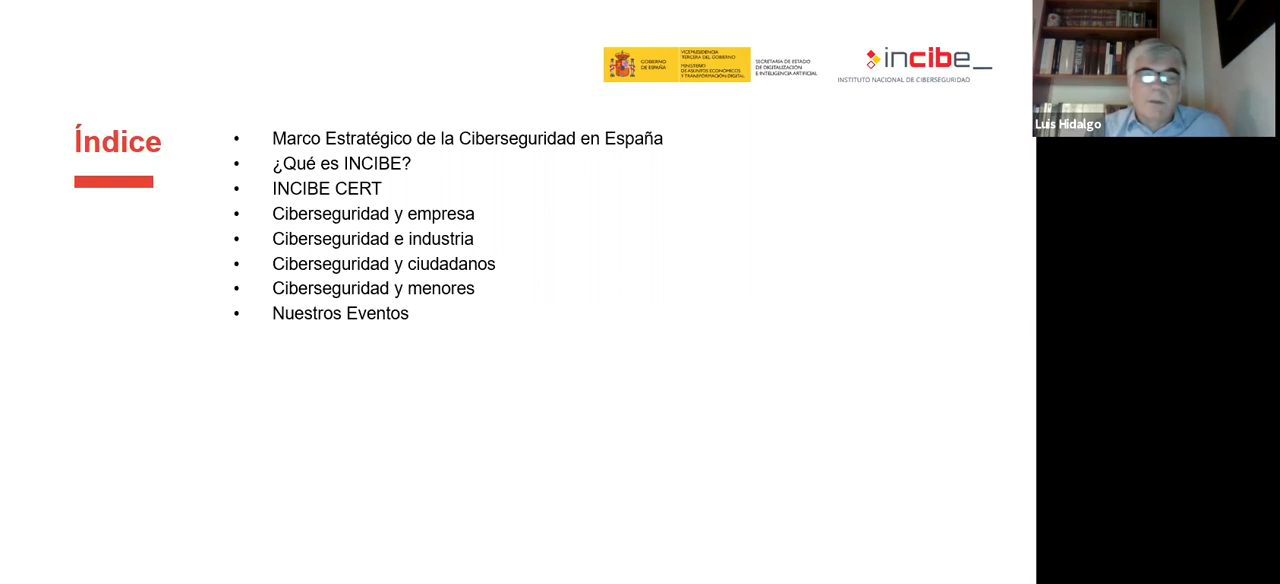 GOBIERNO
DE ESPAÑA
VICEPRESIDENCIA
TERCERA DEL GOBIERNO
MINISTERIO
DE ASUNTOS ECONÓMICOS
Y TRANSFORMACIÓN DIGITAL
SECRETARÍA DE ESTADO
DE DIGITALIZACIÓN
E INTELIGENCIA ARTIFICIAL
incibe_
INSTITUTO NACIONAL DE CIBERSEGURIDAD
Luis Hidalgo
Índice
• Marco Estratégico de la Ciberseguridad en España
• ¿Qué es INCIBE?
• INCIBE CERT
• Ciberseguridad y empresa
• Ciberseguridad e industria
• Ciberseguridad y ciudadanos
• Ciberseguridad y menores
• Nuestros Eventos